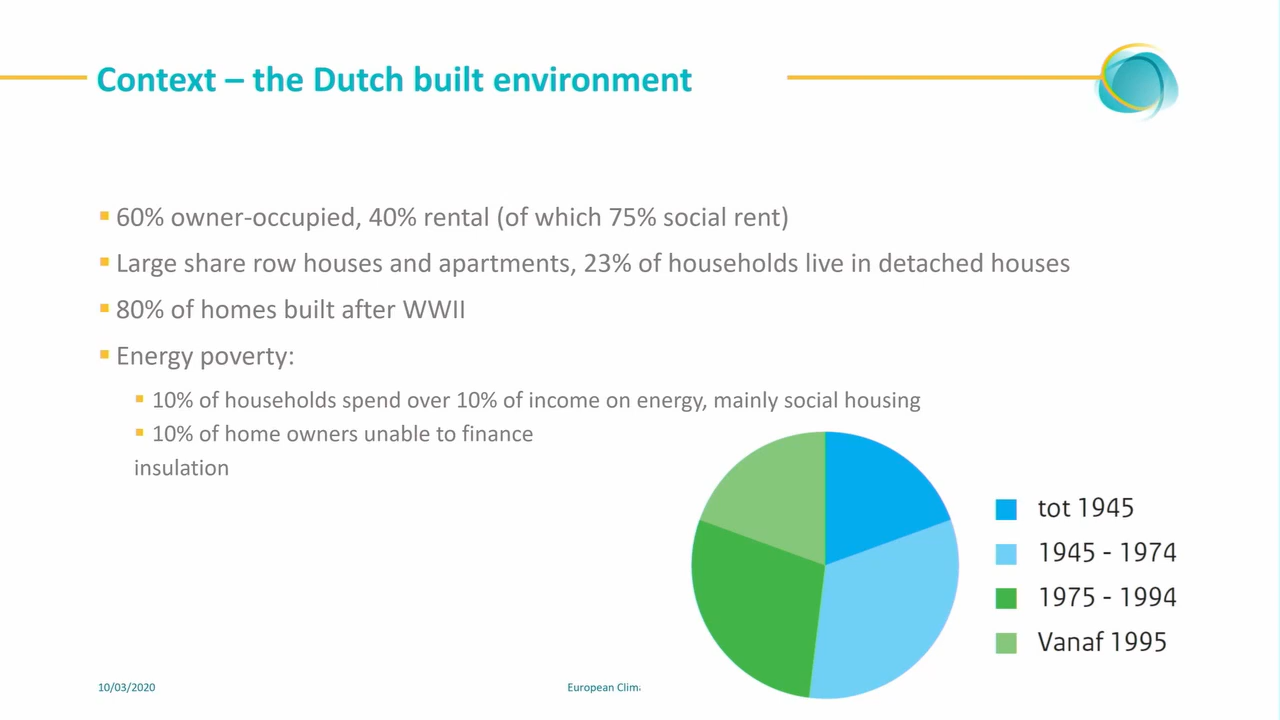 Context – the Dutch built environment
60% owner-occupied, 40% rental (of which 75% social rent)
Large share row houses and apartments, 23% of households live in detached houses
80% of homes built after WWII
Energy poverty:
10% of households spend over 10% of income on energy, mainly social housing
10% of home owners unable to finance
insulation
tot 1945
1945 - 1974
1975 - 1994
Vanaf 1995
10/03/2020
European